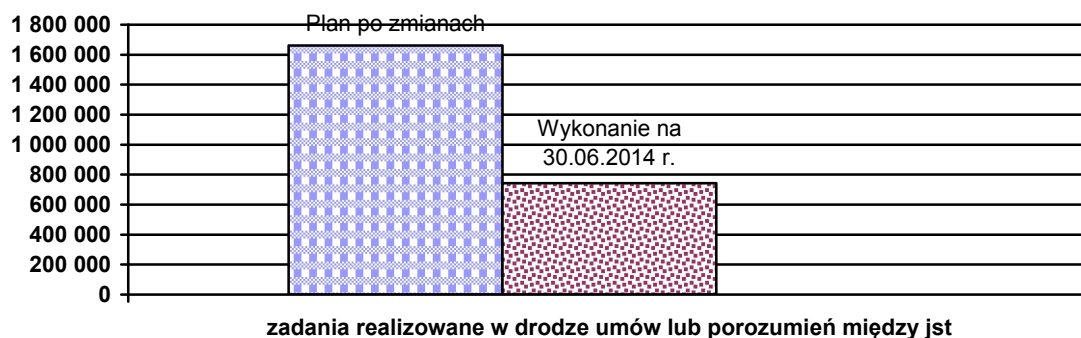 1 800 000
1 600 000
1 400 000
1 200 000
1 000 000
800 000
600 000
400 000
200 000
0
Plan po zmianach
Wykonanie na
30.06.2014 r.
zadania realizowane w drodze umów lub porozumień między jst